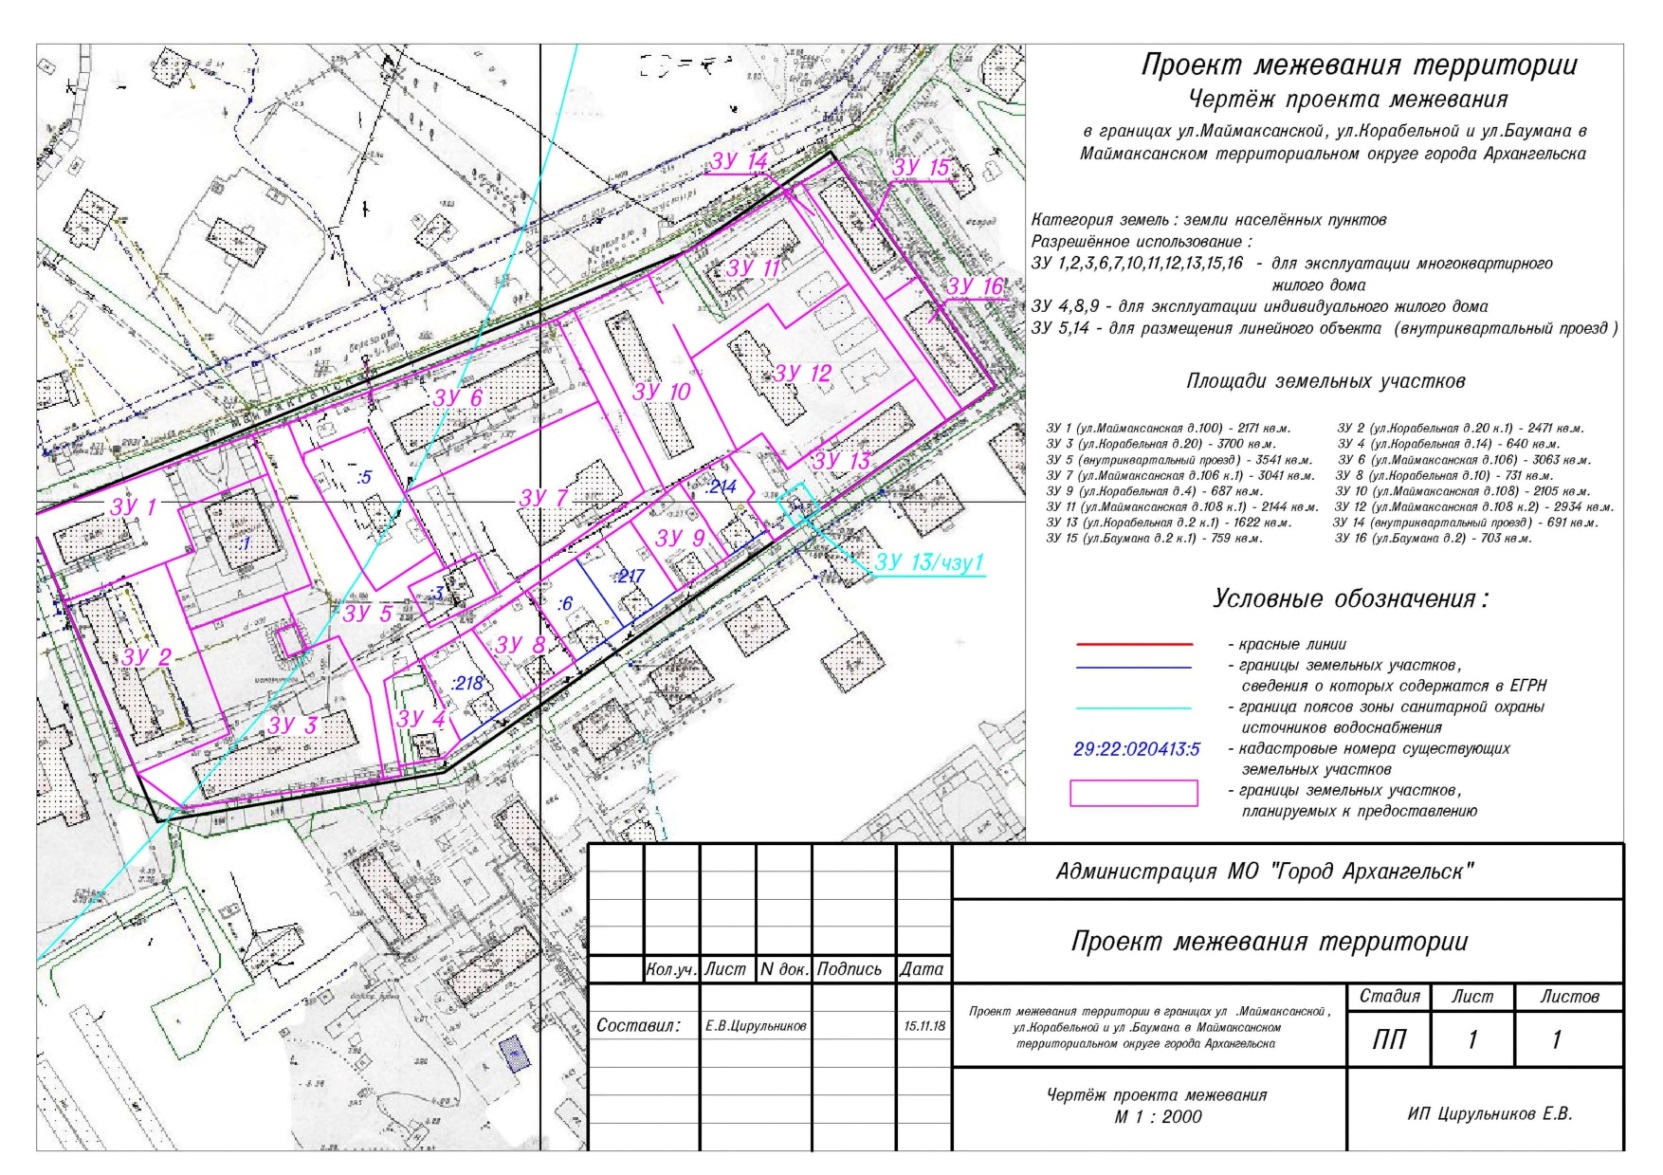 Проект межевания территории
Чертёж проекта межевания
в границах ул.Маймаксанской, ул.Корабельной и ул.Баумана в
Маймаксанском территориальном округе города Архангельска
Категория земель : земли населённых пунктов
Разрешённое использование :
ЗУ 1,2,3,6,7,10,11,12,13,15,16 - для эксплуатации многоквартирного
жилого дома
ЗУ 4,8,9 - для эксплуатации индивидуального жилого дома
ЗУ 5,14 - для размещения линейного объекта (внутриквартальный проезд )
Площади земельных участков
ЗУ 1 (ул.Маймаксанская д.100) - 2171 кв.м. ЗУ 2 (ул.Корабельная д.20 к.1) - 2471 кв.м.
ЗУ 3 (ул.Корабельная д.20) - 3700 кв.м. ЗУ 4 (ул.Корабельная д.14) - 640 кв.м.
ЗУ 5 (внутриквартальный проезд) - 3541 кв.м. ЗУ 6 (ул.Маймаксанская д.106) - 3063 кв.м.
ЗУ 7 (ул.Маймаксанская д.106 к.1) - 3041 кв.м. ЗУ 8 (ул.Корабельная д.10) - 731 кв.м.
ЗУ 9 (ул.Корабельная д.4) - 687 кв.м. ЗУ 10 (ул.Маймаксанская д.108) - 2105 кв.м.
ЗУ 11 (ул.Маймаксанская д.108 к.1) - 2144 кв.м. ЗУ 12 (ул.Маймаксанская д.108 к.2) - 2934 кв.м.
ЗУ 13 (ул.Корабельная д.2 к.1) - 1622 кв.м. ЗУ 14 (внутриквартальный проезд) - 691 кв.м.
ЗУ 15 (ул.Баумана д.2 к.1) - 759 кв.м. ЗУ 16 (ул.Баумана д.2) - 703 кв.м.
Условные обозначения :
- красные линии
- границы земельных участков,
сведения о которых содержатся в ЕГРН
- граница поясов зоны санитарной охраны
источников водоснабжения
29:22:020413:5 - кадастровые номера существующих
земельных участков
- границы земельных участков,
планируемых к предоставлению
ЗУ 14
ЗУ 15
ЗУ 11
ЗУ 16
ЗУ 12
ЗУ 10
ЗУ 6
ЗУ 13
:5
:214
ЗУ 7
ЗУ 1
ЗУ 9
:1
ЗУ 13/чзу1
:217
:3
:6
ЗУ 5
ЗУ 8
ЗУ 2
:218
ЗУ 4
ЗУ 3
Администрация МО "Город Архангельск"
Проект межевания территории
Кол.уч. Лист N док. Подпись Дата
Составил: Е.В.Цирульников 15.11.18
Проект межевания территории в границах ул .Маймаксанской ,
ул.Корабельной и ул .Баумана в Маймаксанском
территориальном округе города Архангельска
Стадия Лист Листов
ПП 1 1
Чертёж проекта межевания
М 1 : 2000
ИП Цирульников Е.В.